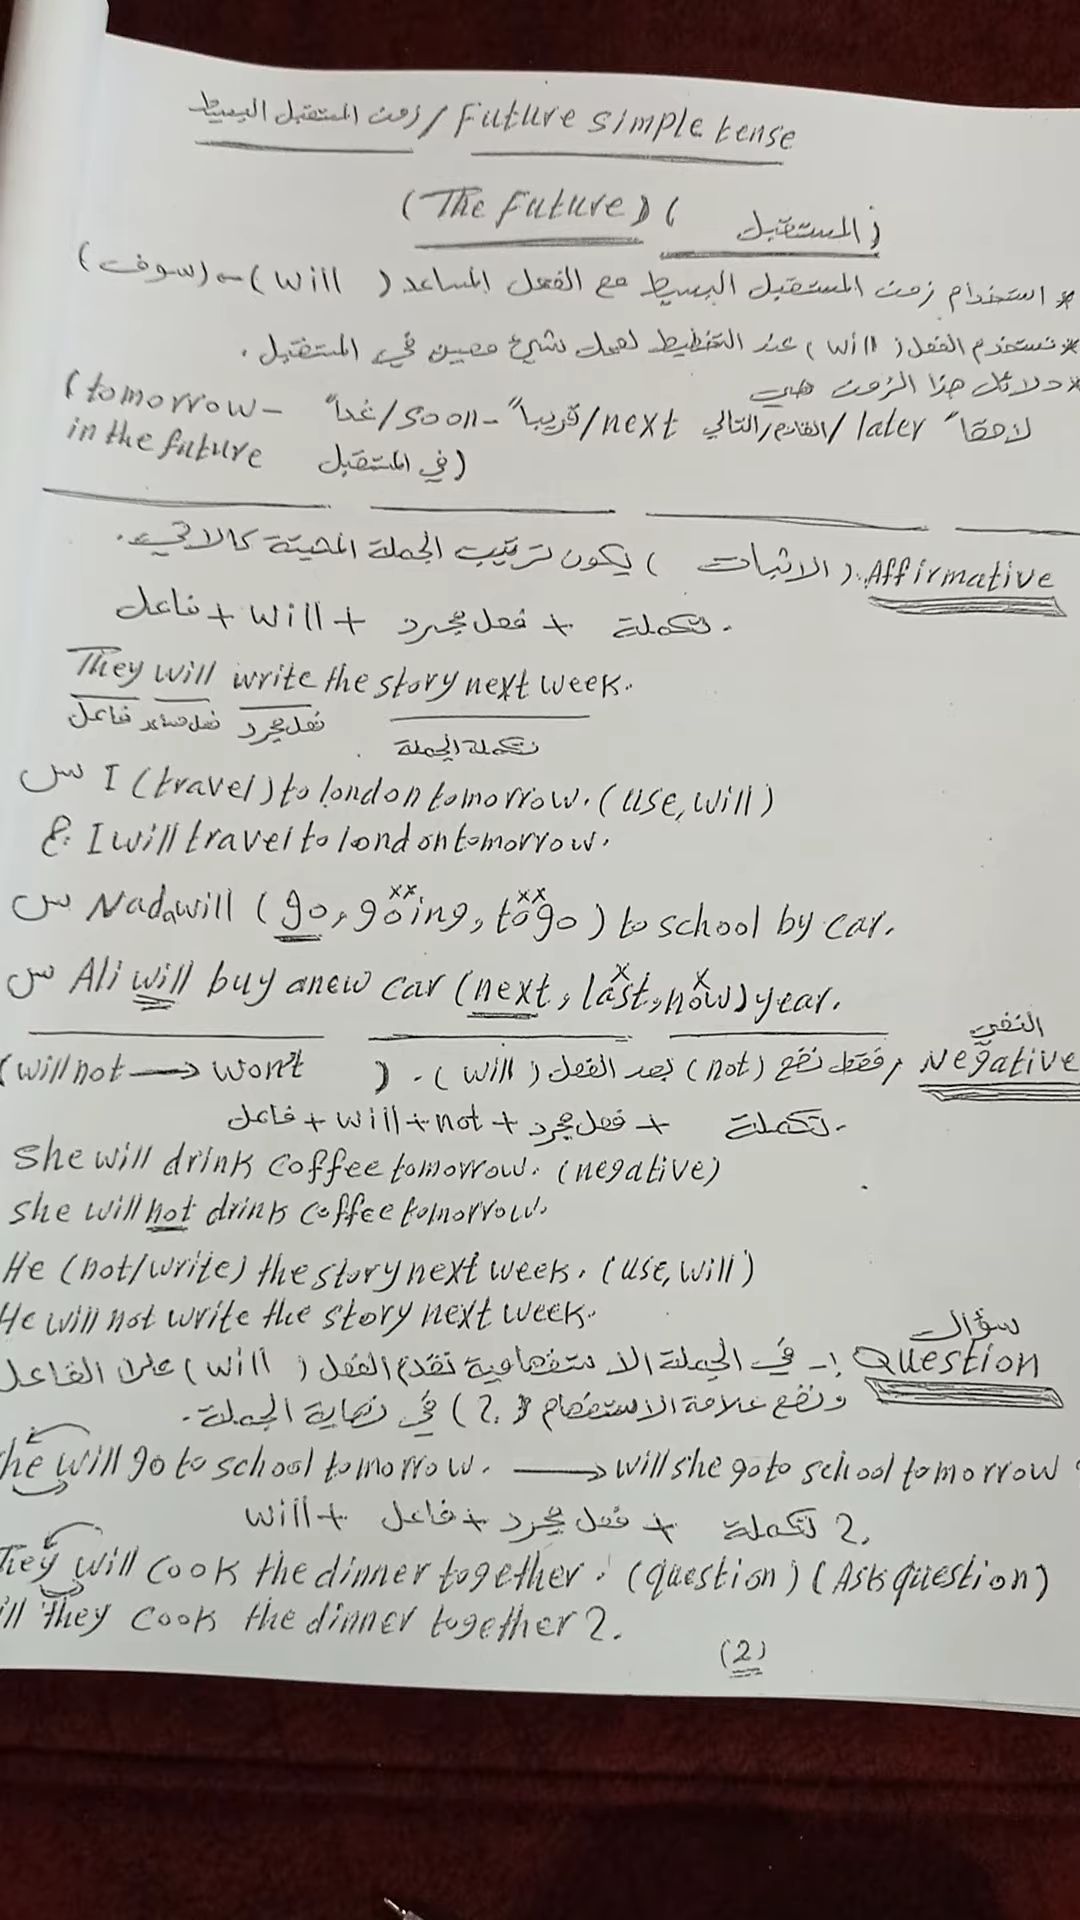 زمن المستقبل البسيط / Future simple tense
(The Future) (المستقبل)
* استخدام زمن المستقبل البسيط مع الفعل المساعد (will) - (سوف)
* نستخدم الفعل (will) عند التخطيط لعمل شيء معين في المستقبل.
* دلائل هذا الزمن هي
(tomorrow - غداً / soon - قريباً / next التالي / القادم / later لاحقاً
in the future في المستقبل)
Affirmative (الاثبات) يكون ترتيب الجملة المثبتة كالاتي.
فاعل + will + فعل مجرد + تكملة.
They will write the story next week.
فاعل فعل مساعد فعل مجرد تكملة الجملة
س I (travel) to london tomorrow. (use, will)
ج: I will travel to london tomorrow.
س Nada will (go, going, to go) to school by car.
س Ali will buy a new car (next, last, now) year.
النفي
Negative, فقط نضع (not) بعد الفعل (will). (will not → won't)
فاعل + will + not + فعل مجرد + تكملة.
She will drink coffee tomorrow. (negative)
She will not drink coffee tomorrow.
He (not/write) the story next week. (use, will)
He will not write the story next week.
سؤال
Question :- في الجملة الاستفهامية نقدم الفعل (will) على الفاعل
ونضع علامة الاستفهام (?) في نهاية الجملة.
she will go to school tomorrow. → will she go to school tomorrow ?
will + فاعل + فعل مجرد + تكملة ?.
They will cook the dinner together. (question) (Ask question)
ill they cook the dinner together ?.
(2)